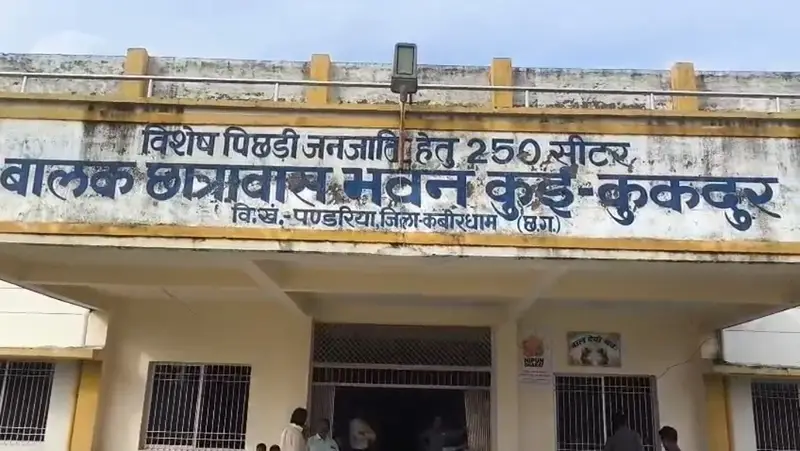 विशेष पिछड़ी जनजाति हेतु 250 सीटर
बालक छात्रावास भवन कुई-कुकदुर
वि.खं.-पण्डरिया, जिला-कबीरधाम (छ.ग.)